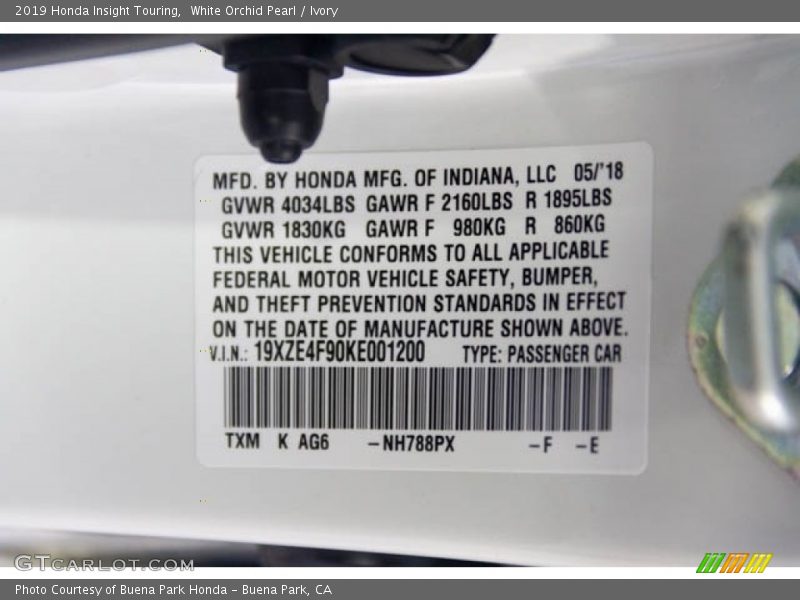 2019 Honda Insight Touring, White Orchid Pearl / Ivory
MFD. BY HONDA MFG. OF INDIANA, LLC 05/'18
GVWR 4034LBS GAWR F 2160LBS R 1895LBS
GVWR 1830KG GAWR F 980KG R 860KG
THIS VEHICLE CONFORMS TO ALL APPLICABLE
FEDERAL MOTOR VEHICLE SAFETY, BUMPER,
AND THEFT PREVENTION STANDARDS IN EFFECT
ON THE DATE OF MANUFACTURE SHOWN ABOVE.
V.I.N.: 19XZE4F90KE001200 TYPE: PASSENGER CAR
TXM K AG6 –NH788PX –F –E
GTCARLOT.COM
Photo Courtesy of Buena Park Honda – Buena Park, CA